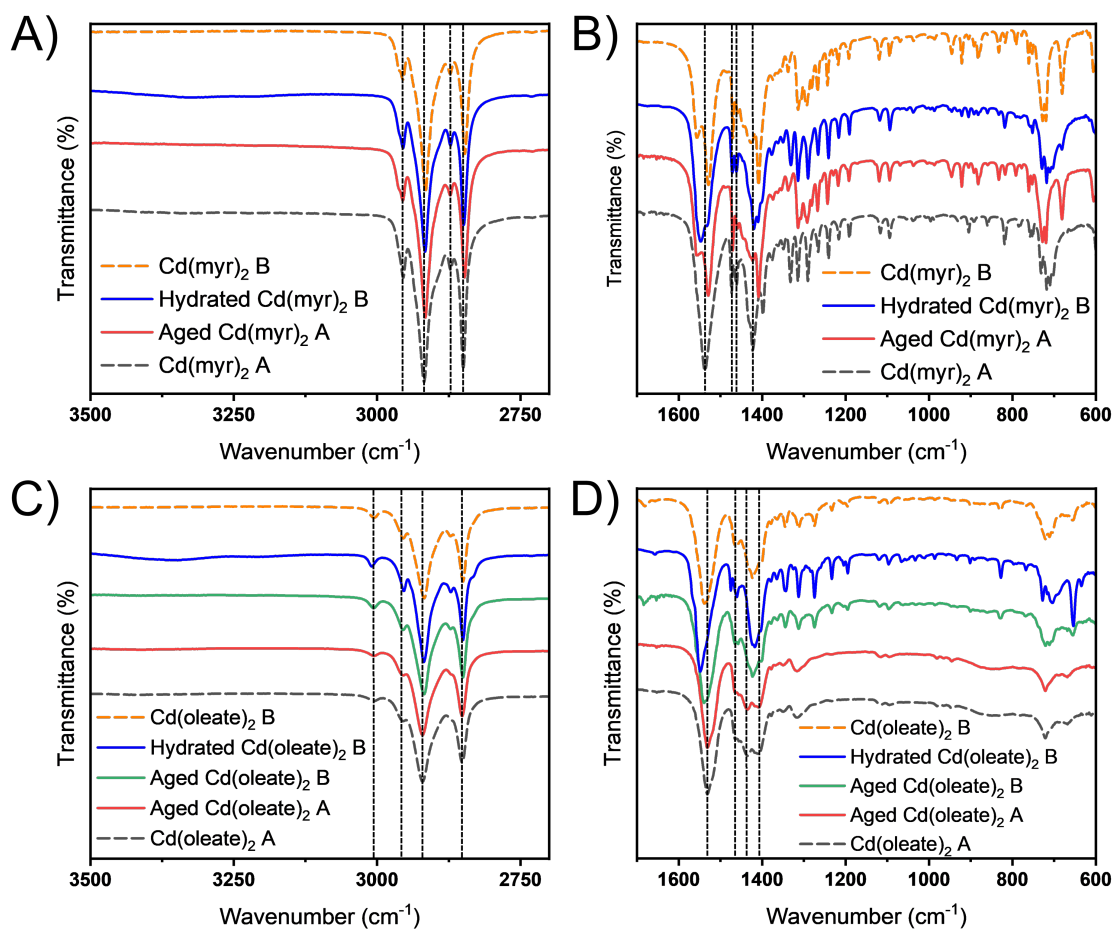 A)
Transmittance (%)
Cd(myr)₂ B
Hydrated Cd(myr)₂ B
Aged Cd(myr)₂ A
Cd(myr)₂ A
3500 3250 3000 2750
Wavenumber (cm⁻¹)
B)
Transmittance (%)
Cd(myr)₂ B
Hydrated Cd(myr)₂ B
Aged Cd(myr)₂ A
Cd(myr)₂ A
1600 1400 1200 1000 800 600
Wavenumber (cm⁻¹)
C)
Transmittance (%)
Cd(oleate)₂ B
Hydrated Cd(oleate)₂ B
Aged Cd(oleate)₂ B
Aged Cd(oleate)₂ A
Cd(oleate)₂ A
3500 3250 3000 2750
Wavenumber (cm⁻¹)
D)
Transmittance (%)
Cd(oleate)₂ B
Hydrated Cd(oleate)₂ B
Aged Cd(oleate)₂ B
Aged Cd(oleate)₂ A
Cd(oleate)₂ A
1600 1400 1200 1000 800 600
Wavenumber (cm⁻¹)